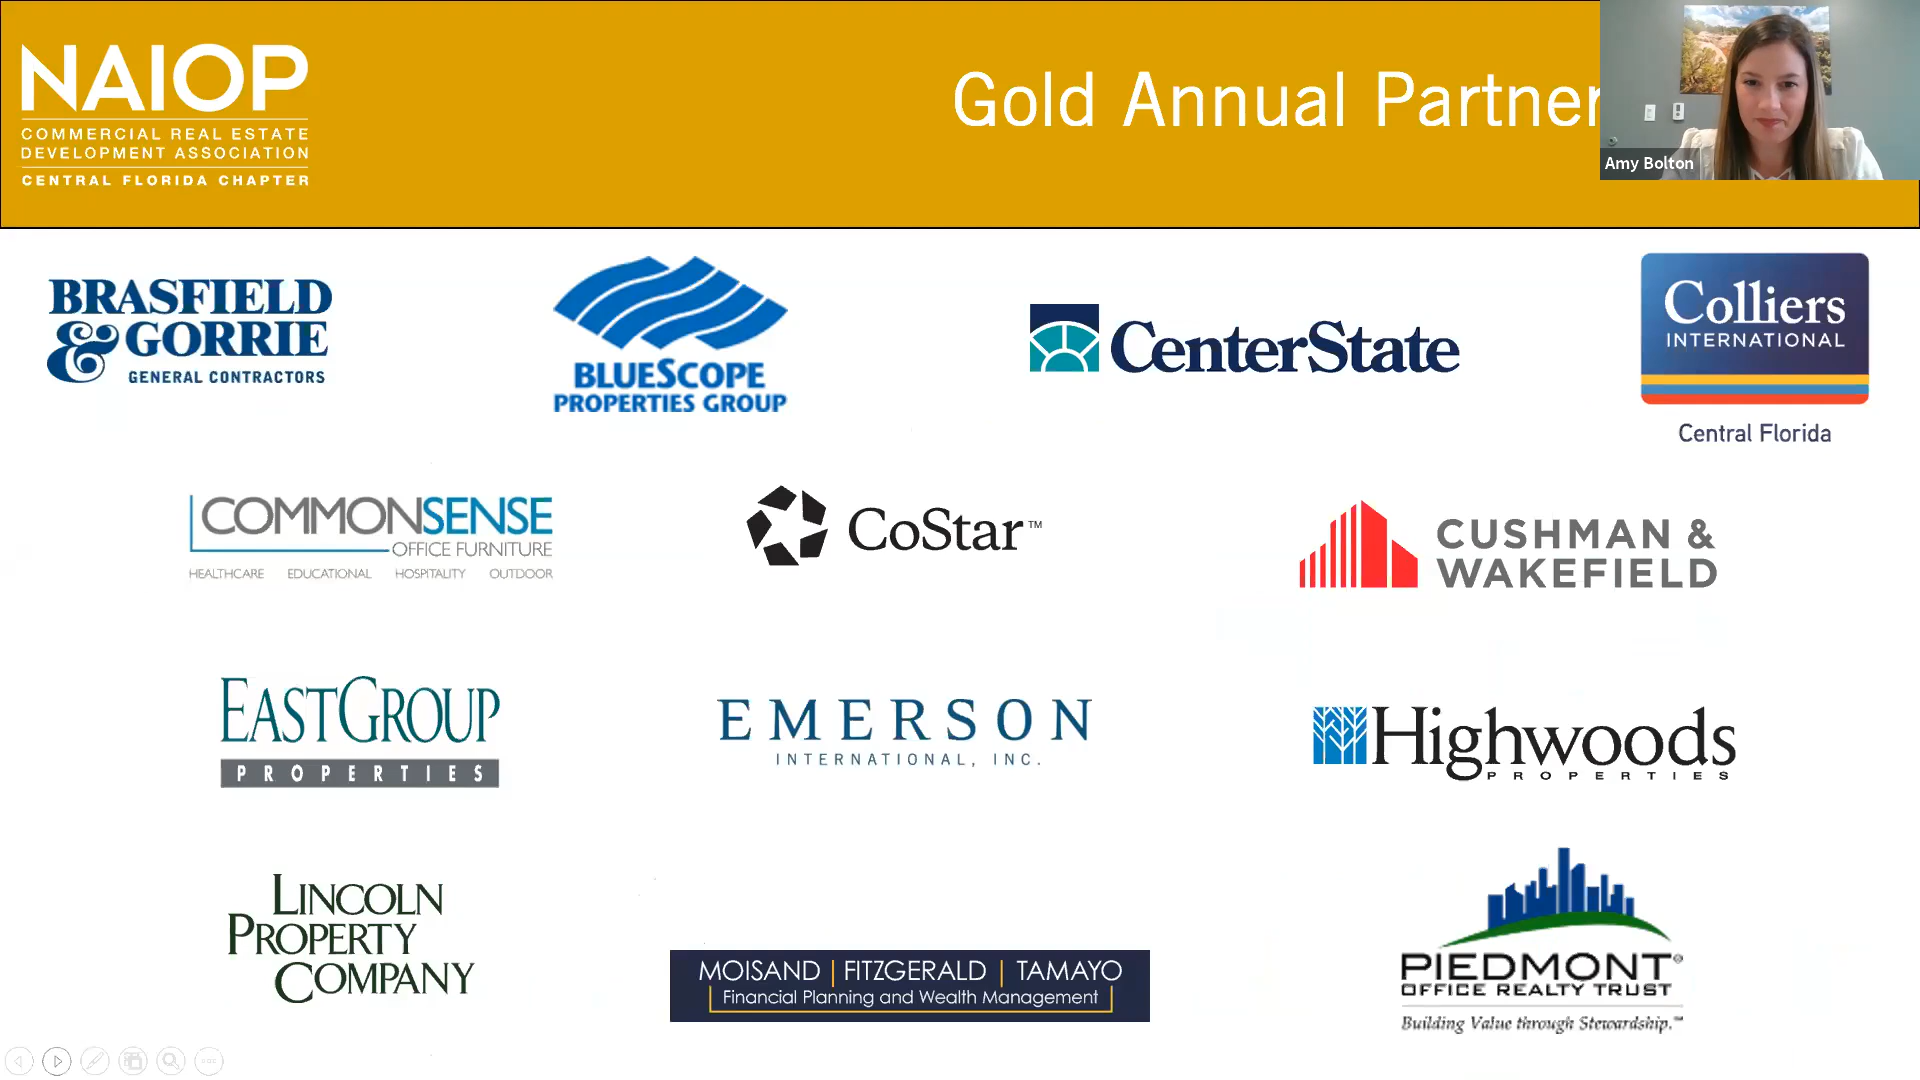 NAIOP
COMMERCIAL REAL ESTATE
DEVELOPMENT ASSOCIATION
CENTRAL FLORIDA CHAPTER
Gold Annual Partner
Amy Bolton
BRASFIELD
& GORRIE
GENERAL CONTRACTORS
BLUESCOPE
PROPERTIES GROUP
CenterState
Colliers
INTERNATIONAL
Central Florida
COMMONSENSE
OFFICE FURNITURE
HEALTHCARE EDUCATIONAL HOSPITALITY OUTDOOR
CoStar™
CUSHMAN &
WAKEFIELD
EASTGROUP
PROPERTIES
EMERSON
INTERNATIONAL, INC.
Highwoods
PROPERTIES
LINCOLN
PROPERTY
COMPANY
MOISAND | FITZGERALD | TAMAYO
Financial Planning and Wealth Management
PIEDMONT®
OFFICE REALTY TRUST
Building Value through Stewardship.℠